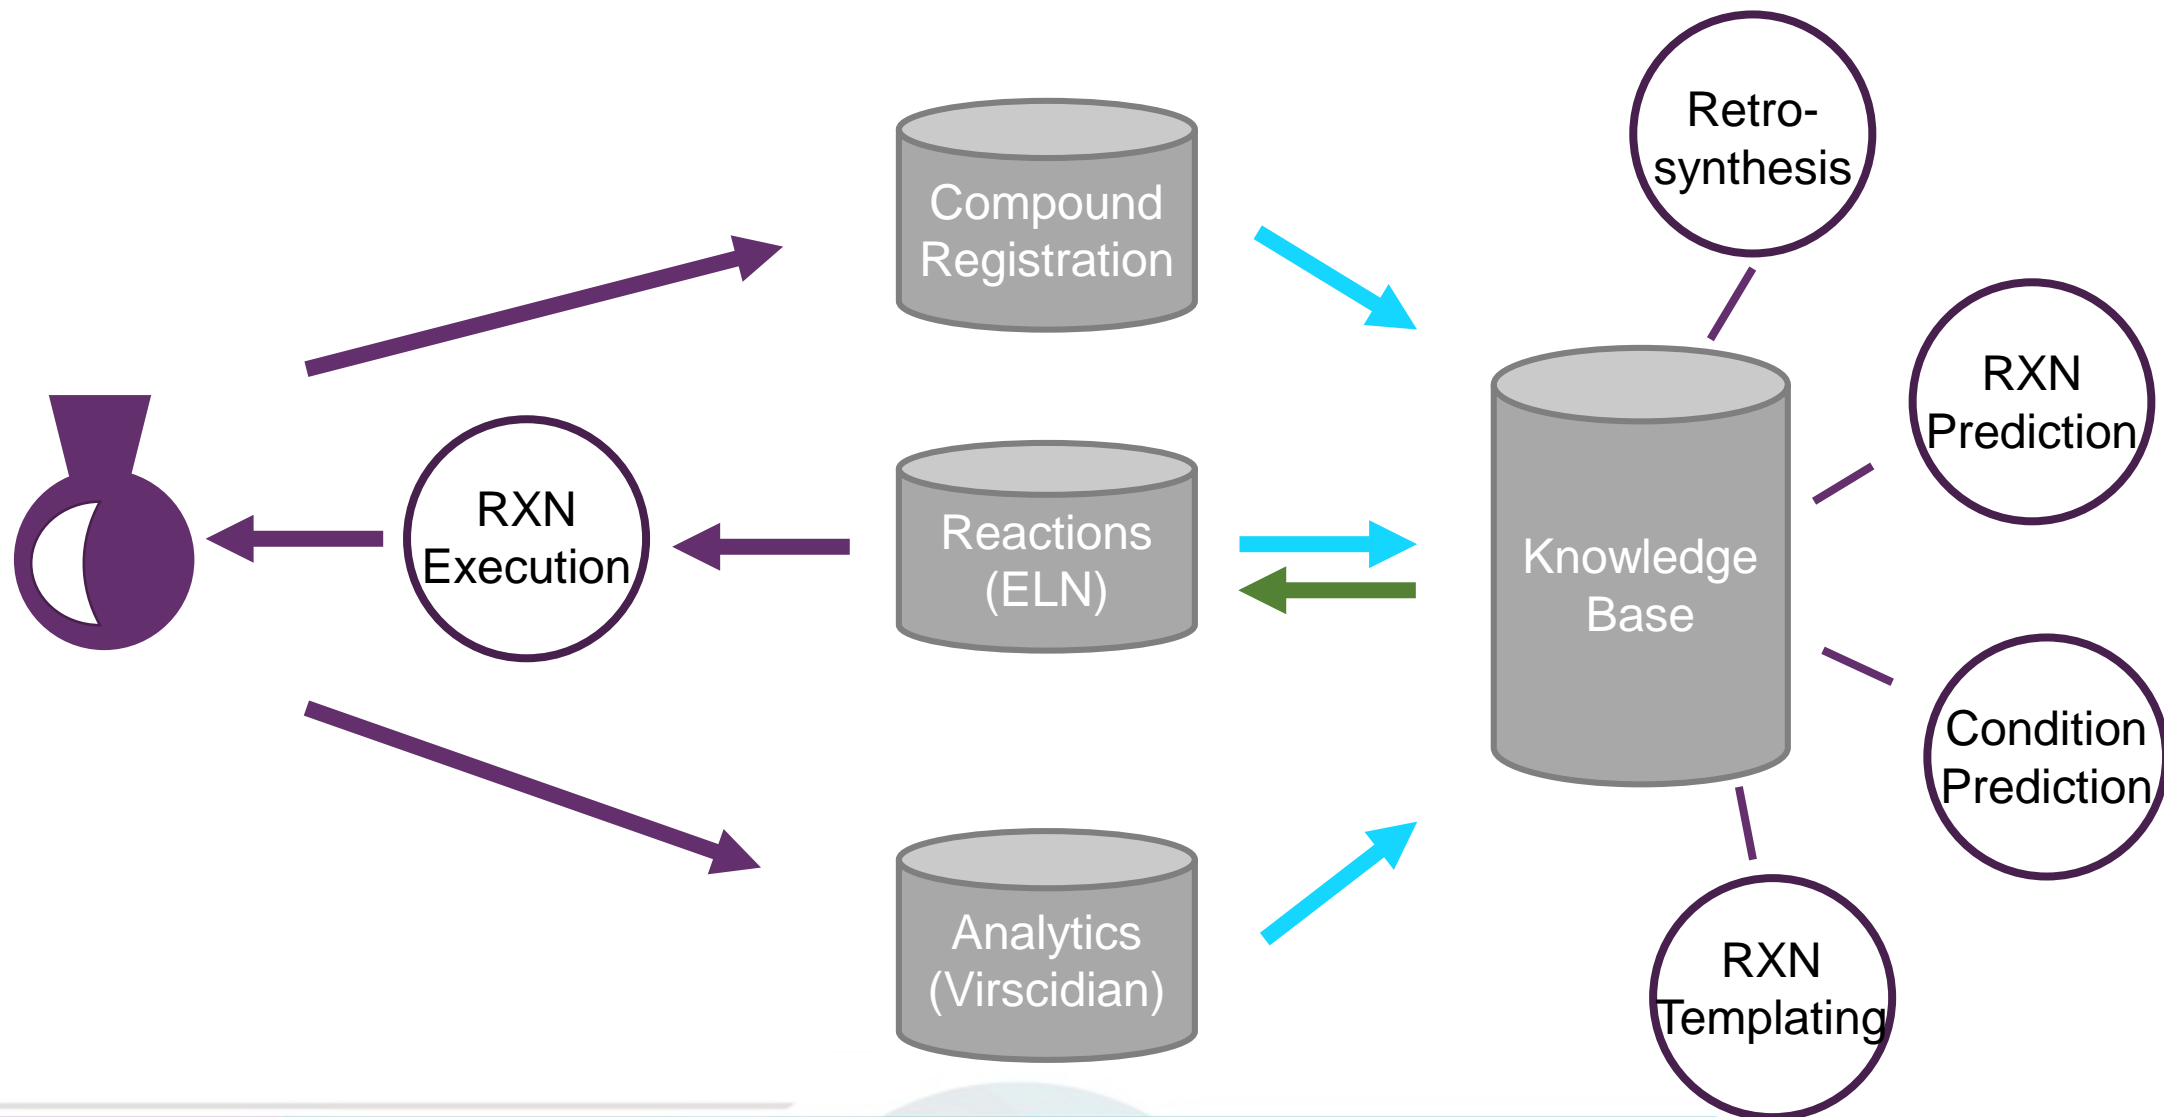 Retro-
synthesis
Compound
Registration
RXN
Prediction
RXN
Execution
Reactions
(ELN)
Knowledge
Base
Condition
Prediction
Analytics
(Virscidian)
RXN
Templating